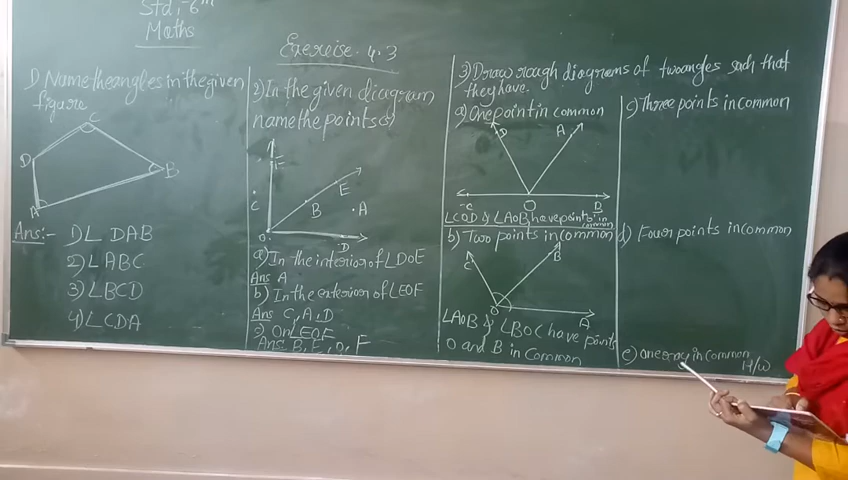 Std,-6th
Maths
Exercise. 4.3
1) Name the angles in the given
figure
C
D
B
A
Ans:-
1) ∠ DAB
2) ∠ABC
3) ∠BCD
4) ∠CDA
2) In the given diagram
name the points(s)
F
E
C
B
A
D
a) In the interior of ∠DOE
Ans A
b) In the exterior of ∠EOF
Ans C, A, D
c) On ∠EOF
Ans: B, E, O, F
3) Draw rough diagrams of two angles such that
they have.
a) One point in common
D
A
C
O
B
∠COD & ∠AOB have point in
common
b) Two points in common
C
B
O
A
∠AOB & ∠BOC have points
O and B in Common
c) Three points in common
d) Four points in common
e) one ray in common
H/W